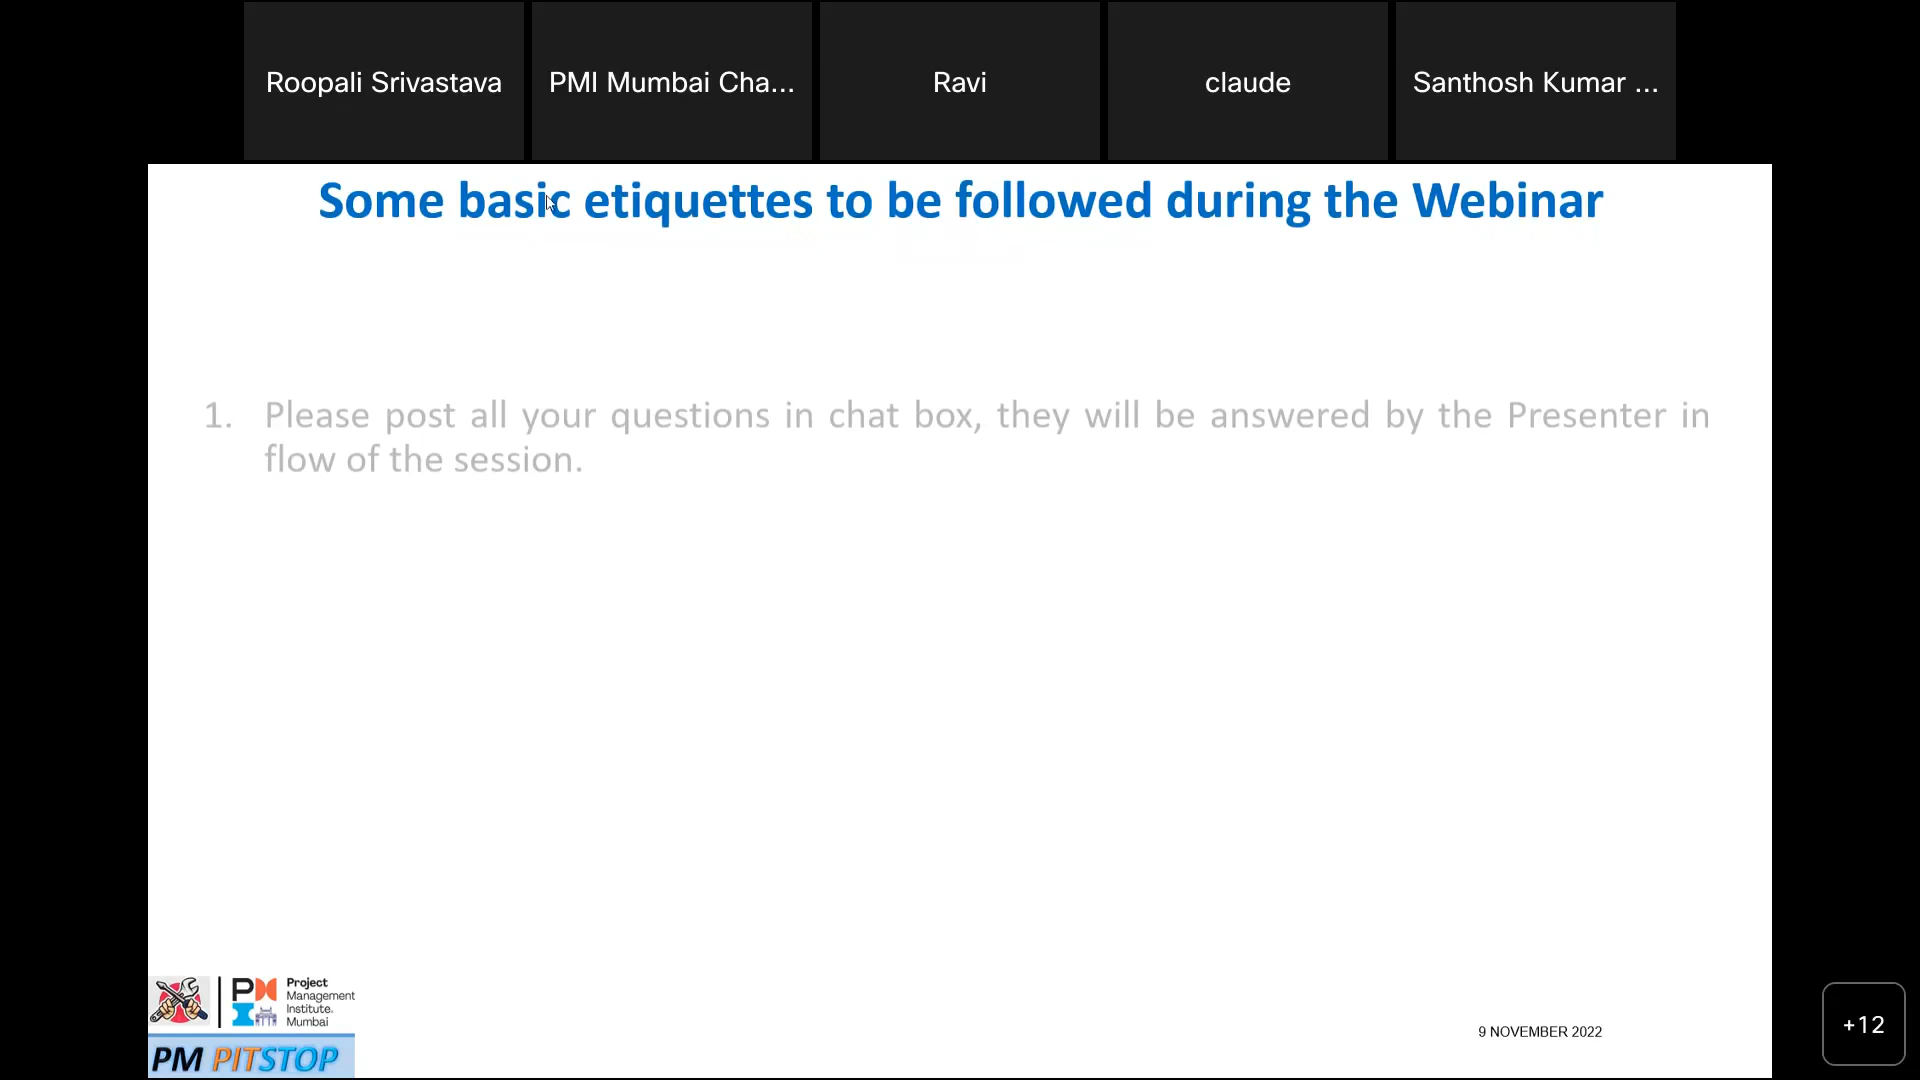 Roopali Srivastava
PMI Mumbai Cha...
Ravi
claude
Santhosh Kumar ...
Some basic etiquettes to be followed during the Webinar
1. Please post all your questions in chat box, they will be answered by the Presenter in
flow of the session.
Project
Management
Institute.
Mumbai
PM PITSTOP
9 NOVEMBER 2022
+12